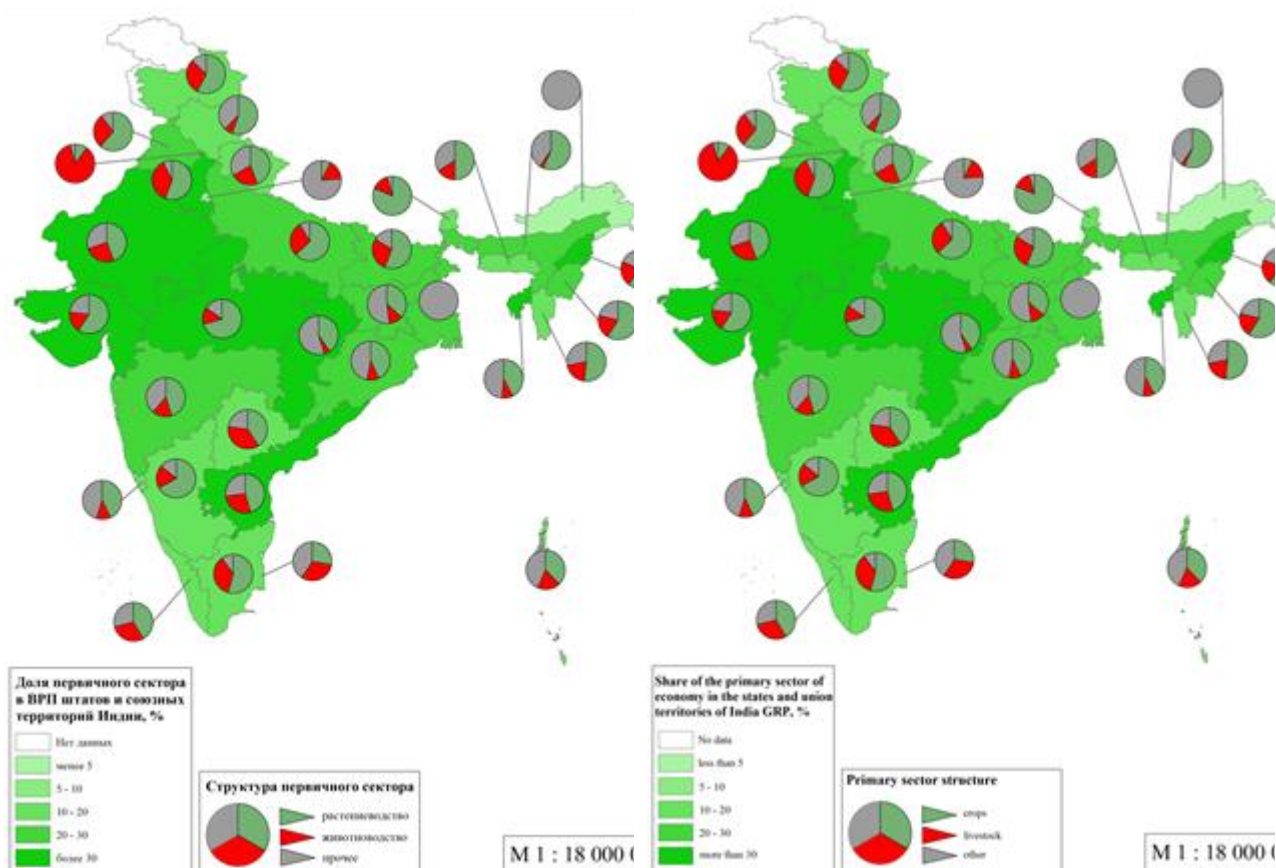 Доля первичного сектора
в ВРП штатов и союзных
территорий Индии, %
Нет данных
менее 5
5 - 10
10 - 20
20 - 30
более 30
Структура первичного сектора
растениеводство
животноводство
прочее
М 1 : 18 000 0
Share of the primary sector of
economy in the states and union
territories of India GRP, %
No data
less than 5
5 - 10
10 - 20
20 - 30
more than 30
Primary sector structure
crops
livestock
other
М 1 : 18 000 0